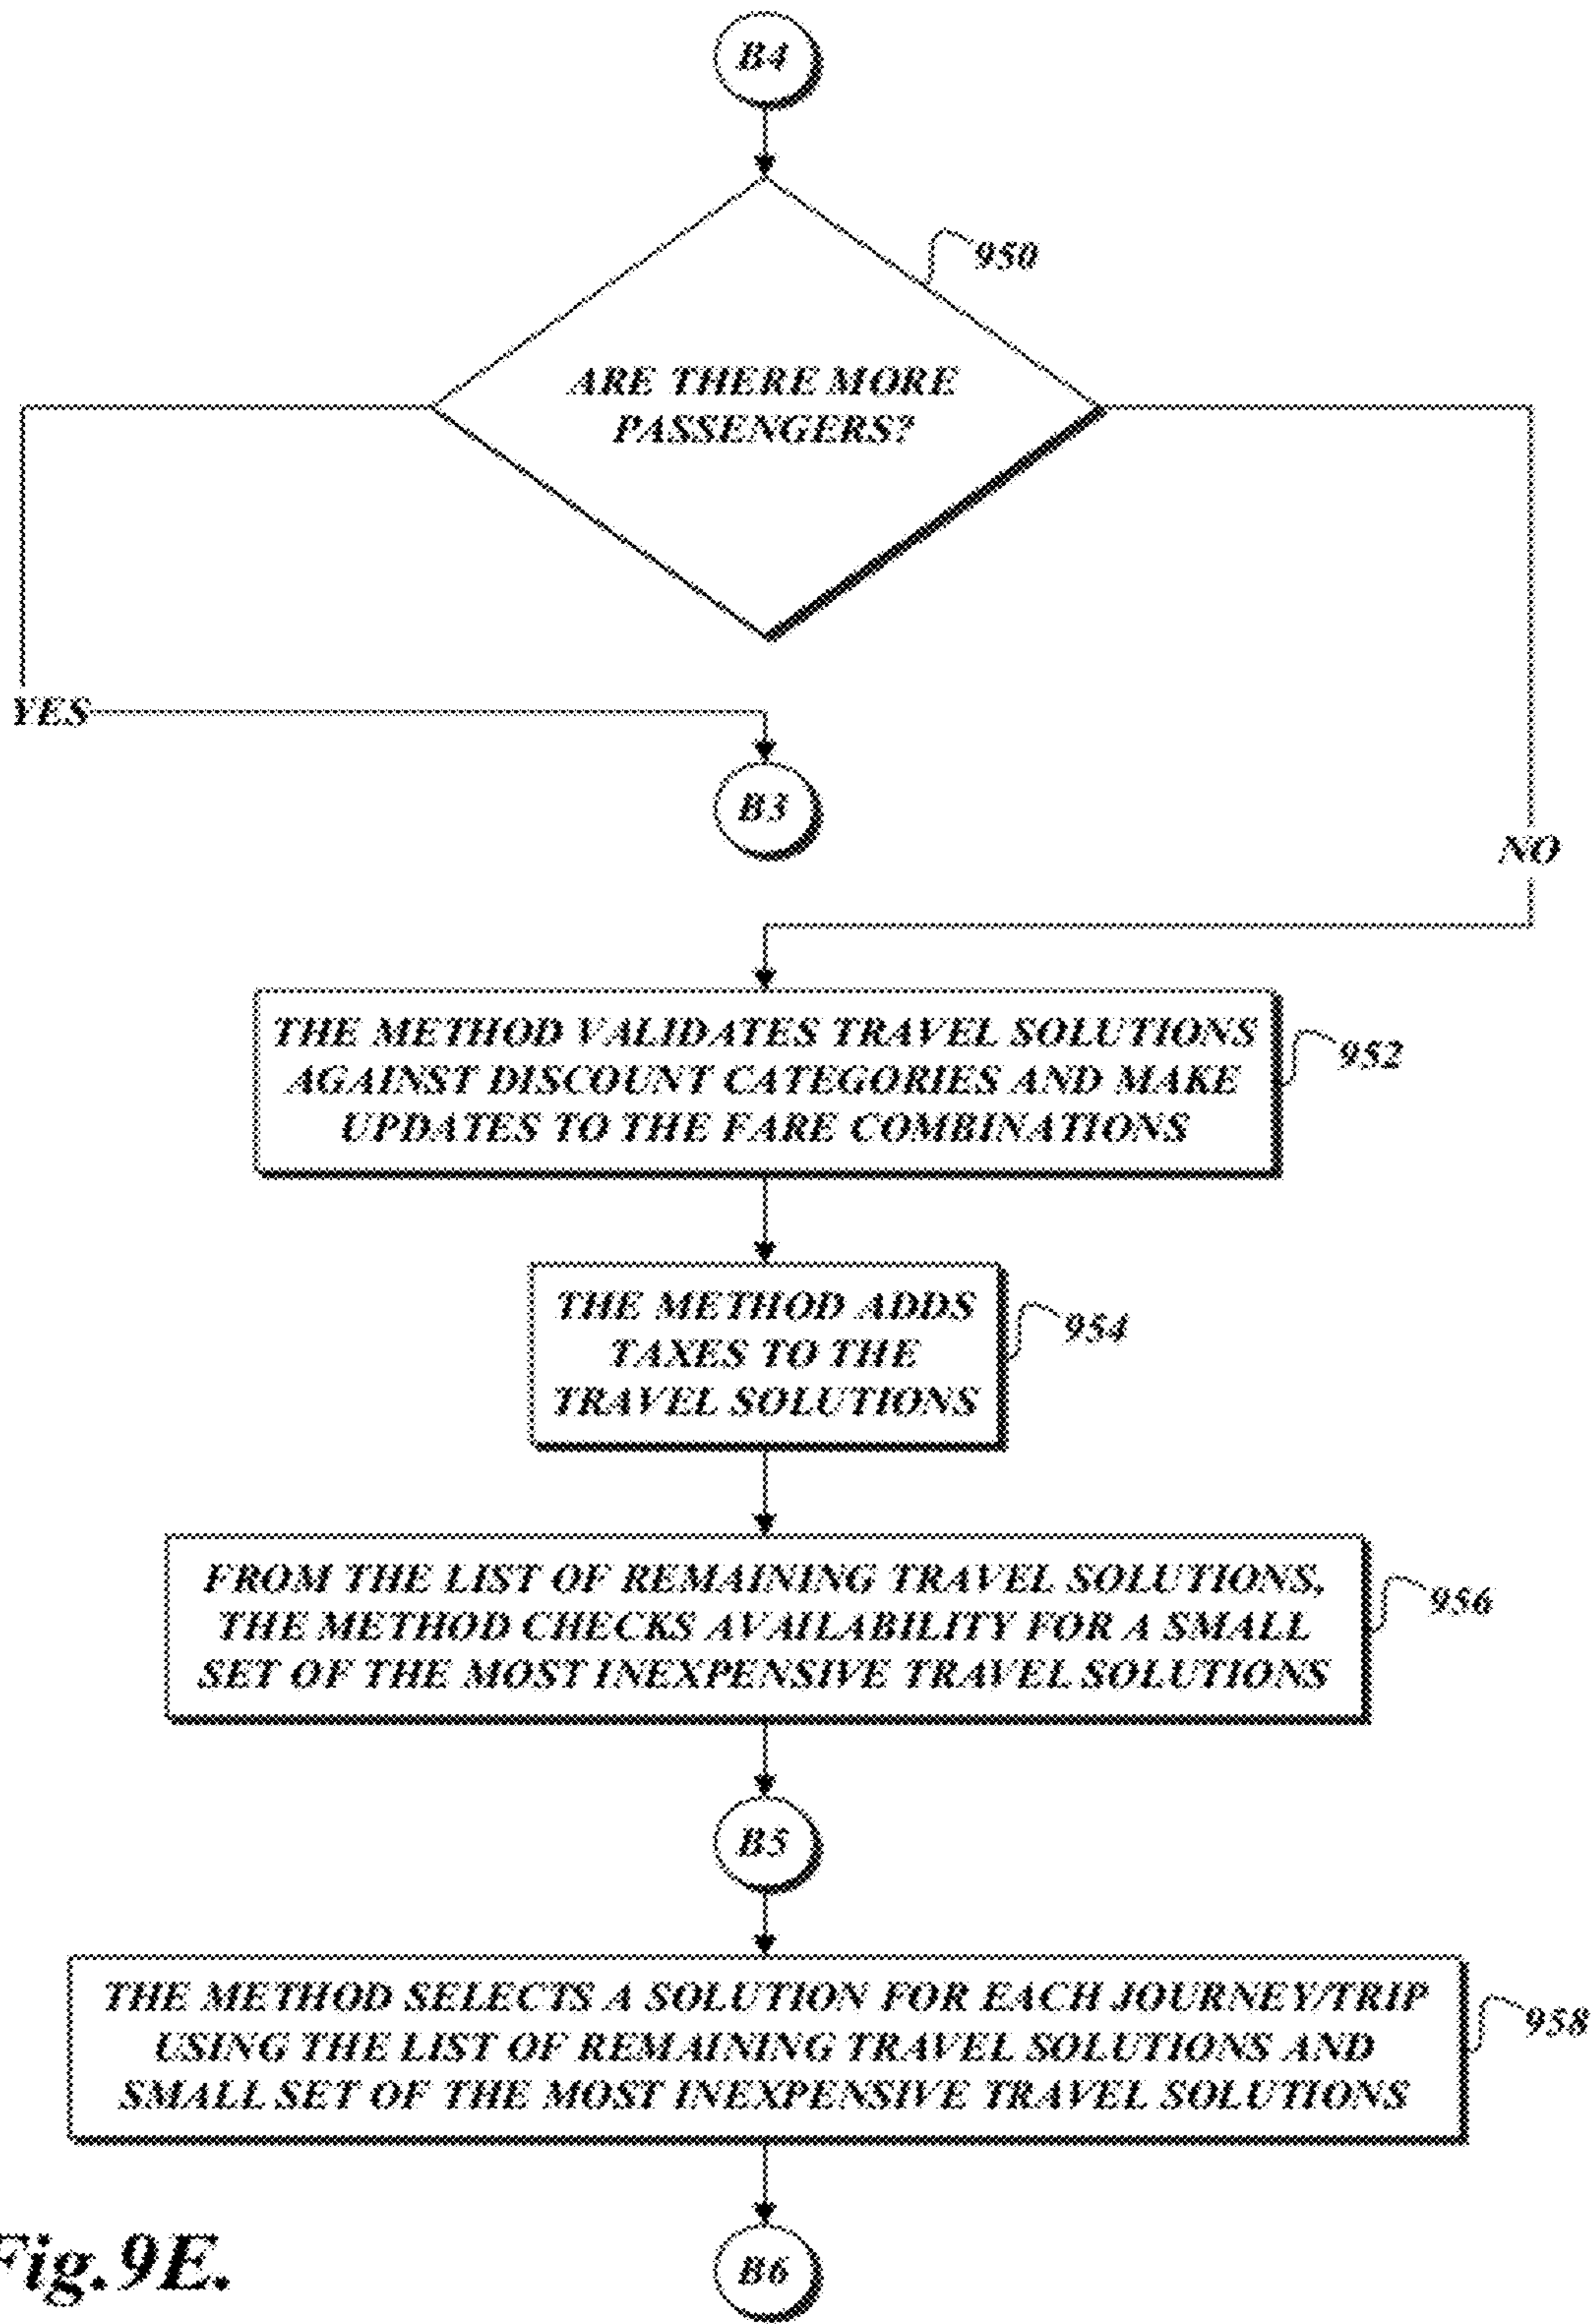 B4
950
ARE THERE MORE
PASSENGERS?
YES
B3
NO
THE METHOD VALIDATES TRAVEL SOLUTIONS
AGAINST DISCOUNT CATEGORIES AND MAKE
UPDATES TO THE FARE COMBINATIONS
952
THE METHOD ADDS
TAXES TO THE
TRAVEL SOLUTIONS
954
FROM THE LIST OF REMAINING TRAVEL SOLUTIONS,
THE METHOD CHECKS AVAILABILITY FOR A SMALL
SET OF THE MOST INEXPENSIVE TRAVEL SOLUTIONS
956
B5
THE METHOD SELECTS A SOLUTION FOR EACH JOURNEY/TRIP
USING THE LIST OF REMAINING TRAVEL SOLUTIONS AND
SMALL SET OF THE MOST INEXPENSIVE TRAVEL SOLUTIONS
958
B6
Fig.9E.